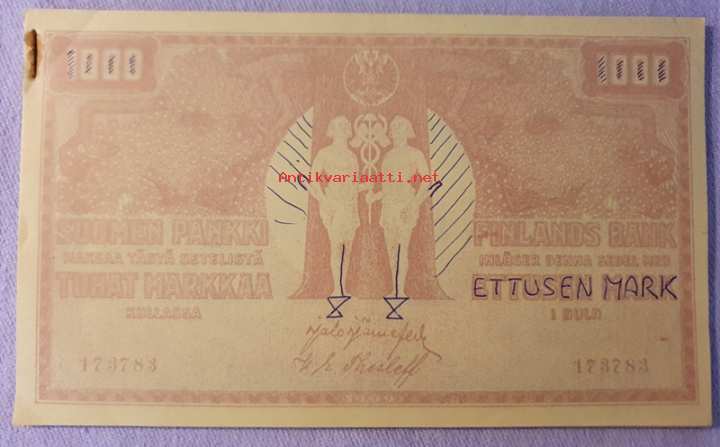 1000 1000
Antikvariaatti.net
SUOMEN PANKKI
MAKSAA TÄSTÄ SETELISTÄ
TUHAT MARKKAA
KULLASSA
FINLANDS BANK
INLÖSER DENNA SEDEL MED
ETTUSEN MARK
I GULD
173783 173783